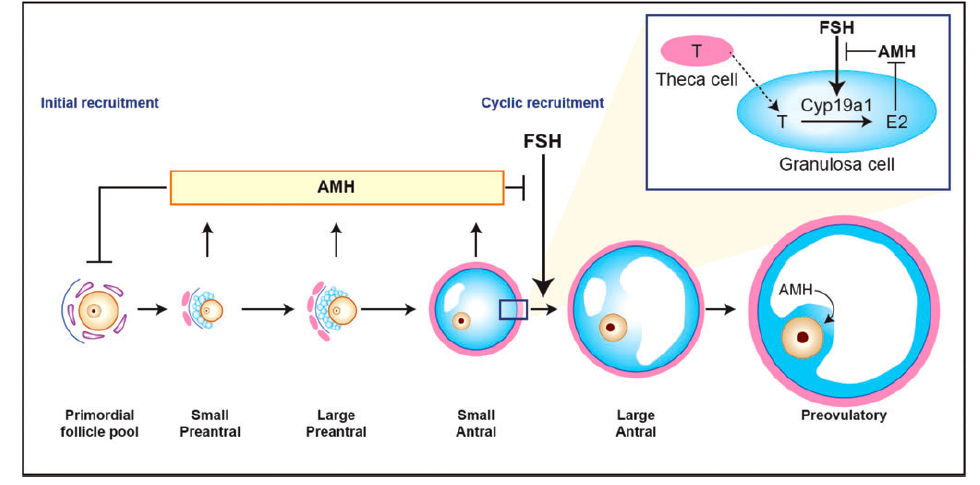 FSH
AMH
T
Theca cell
Cyp19a1
T
E2
Granulosa cell
Initial recruitment
Cyclic recruitment
FSH
AMH
AMH
Primordial
follicle pool
Small
Preantral
Large
Preantral
Small
Antral
Large
Antral
Preovulatory